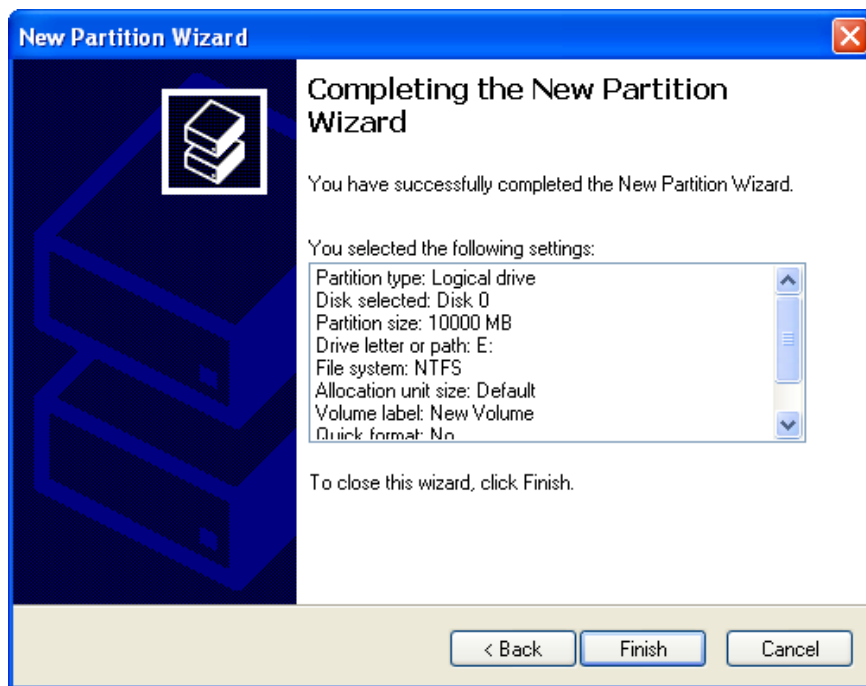 New Partition Wizard
Completing the New Partition
Wizard
You have successfully completed the New Partition Wizard.
You selected the following settings:
Partition type: Logical drive
Disk selected: Disk 0
Partition size: 10000 MB
Drive letter or path: E:
File system: NTFS
Allocation unit size: Default
Volume label: New Volume
Quick format: No
To close this wizard, click Finish.
< Back
Finish
Cancel